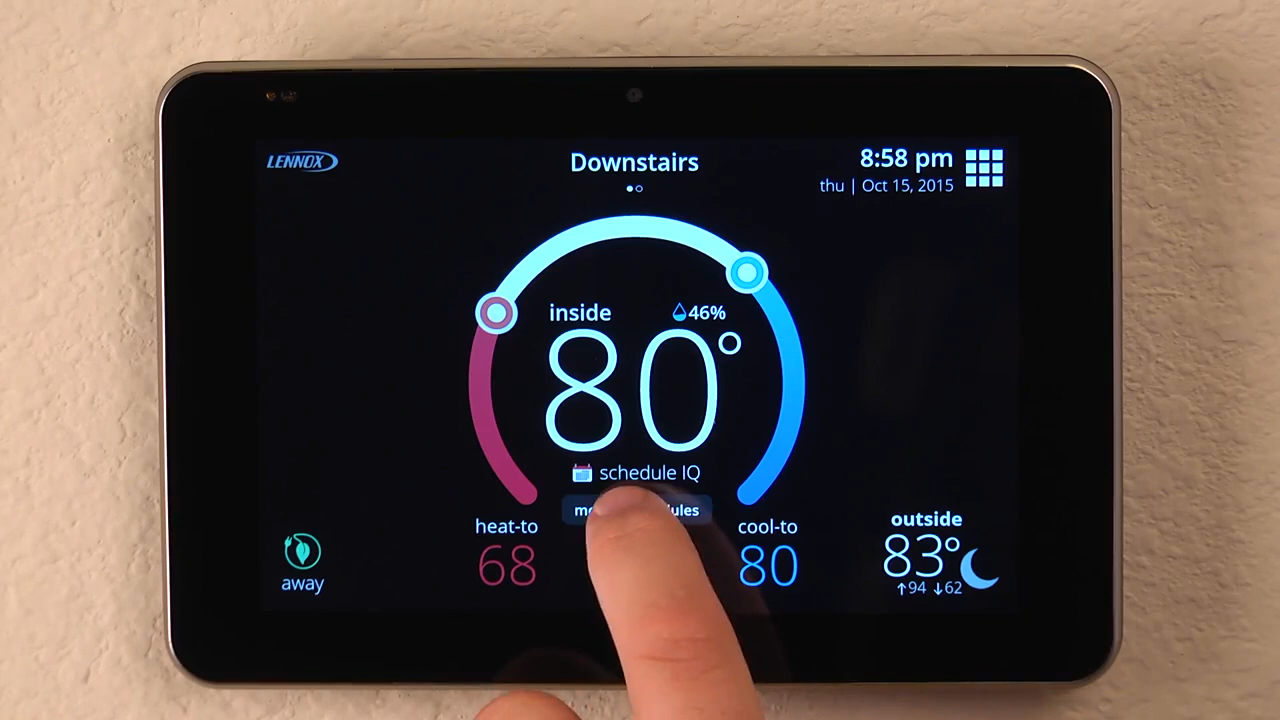 LENNOX
Downstairs
8:58 pm
thu | Oct 15, 2015
inside
46%
80°
schedule IQ
heat-to
68
cool-to
80
away
outside
83°
↑94 ↓62